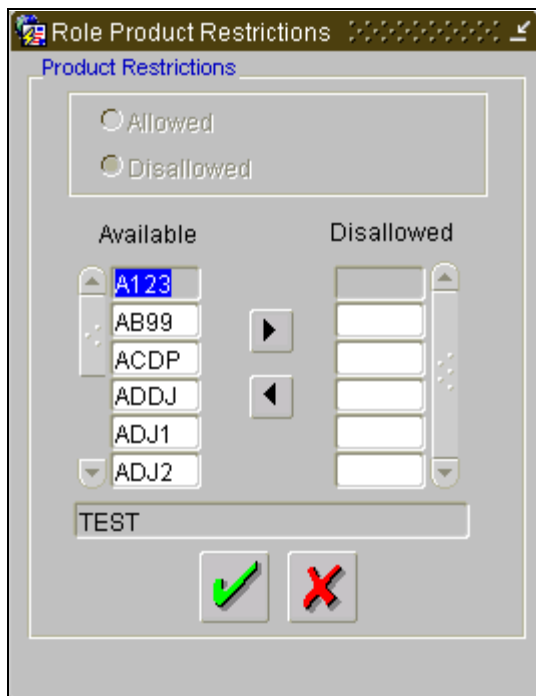 Role Product Restrictions
Product Restrictions
Allowed
Disallowed
Available Disallowed
A123
AB99
ACDP
ADDJ
ADJ1
ADJ2
TEST